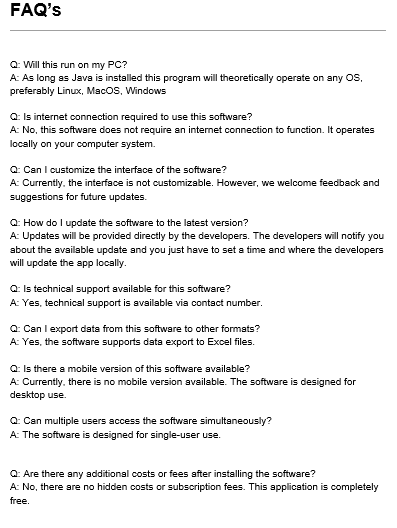 FAQ's
Q: Will this run on my PC?
A: As long as Java is installed this program will theoretically operate on any OS,
preferably Linux, MacOS, Windows
Q: Is internet connection required to use this software?
A: No, this software does not require an internet connection to function. It operates
locally on your computer system.
Q: Can I customize the interface of the software?
A: Currently, the interface is not customizable. However, we welcome feedback and
suggestions for future updates.
Q: How do I update the software to the latest version?
A: Updates will be provided directly by the developers. The developers will notify you
about the available update and you just have to set a time and where the developers
will update the app locally.
Q: Is technical support available for this software?
A: Yes, technical support is available via contact number.
Q: Can I export data from this software to other formats?
A: Yes, the software supports data export to Excel files.
Q: Is there a mobile version of this software available?
A: Currently, there is no mobile version available. The software is designed for
desktop use.
Q: Can multiple users access the software simultaneously?
A: The software is designed for single-user use.
Q: Are there any additional costs or fees after installing the software?
A: No, there are no hidden costs or subscription fees. This application is completely
free.